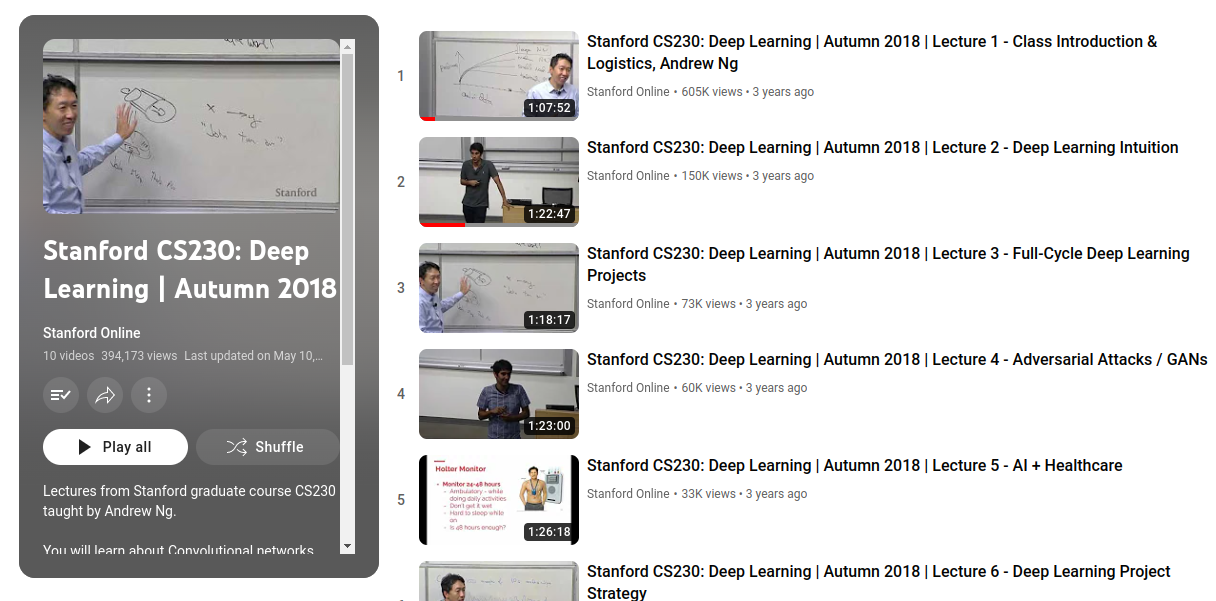 Stanford
Stanford CS230: Deep
Learning | Autumn 2018
Stanford Online
10 videos 394,173 views Last updated on May 10,...
Play all
Shuffle
Lectures from Stanford graduate course CS230
taught by Andrew Ng.
You will learn about Convolutional networks
1
1:07:52
Stanford CS230: Deep Learning | Autumn 2018 | Lecture 1 - Class Introduction &
Logistics, Andrew Ng
Stanford Online • 605K views • 3 years ago
2
1:22:47
Stanford CS230: Deep Learning | Autumn 2018 | Lecture 2 - Deep Learning Intuition
Stanford Online • 150K views • 3 years ago
3
1:18:17
Stanford CS230: Deep Learning | Autumn 2018 | Lecture 3 - Full-Cycle Deep Learning
Projects
Stanford Online • 73K views • 3 years ago
4
1:23:00
Stanford CS230: Deep Learning | Autumn 2018 | Lecture 4 - Adversarial Attacks / GANs
Stanford Online • 60K views • 3 years ago
5
Holter Monitor
Monitor 24-48 hours
Ambulatory - while
doing daily activities
Don't get it wet
Hard to sleep while
on
Is 48 hours enough?
1:26:18
Stanford CS230: Deep Learning | Autumn 2018 | Lecture 5 - AI + Healthcare
Stanford Online • 33K views • 3 years ago
Stanford CS230: Deep Learning | Autumn 2018 | Lecture 6 - Deep Learning Project
Strategy